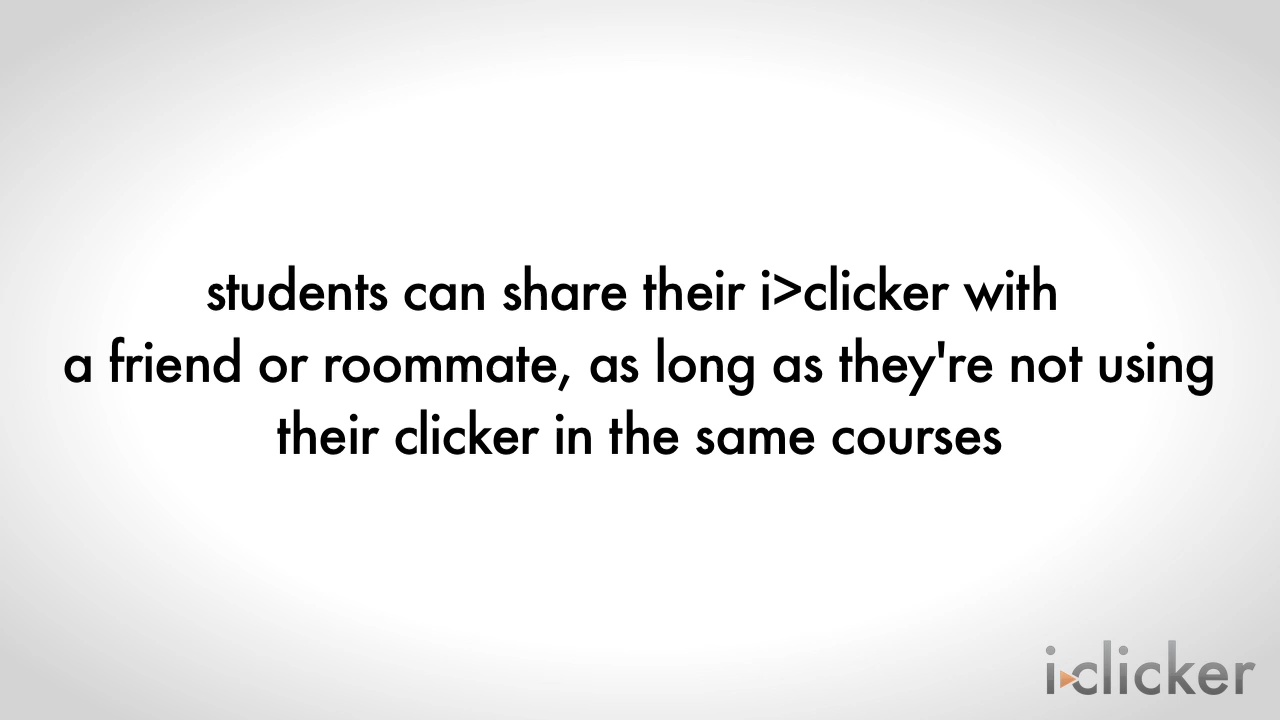 students can share their i>clicker with
a friend or roommate, as long as they're not using
their clicker in the same courses
i>clicker